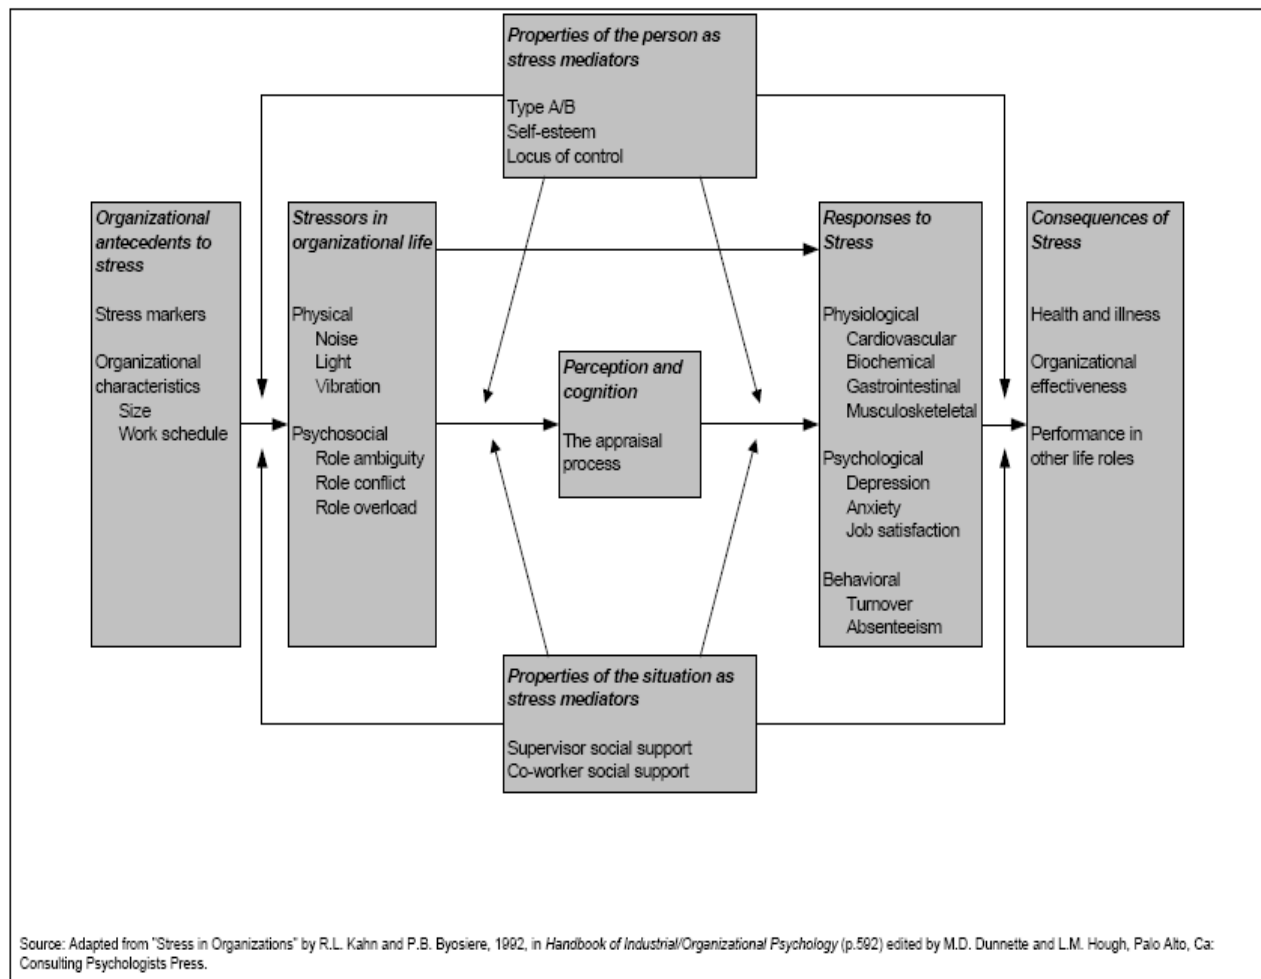 Properties of the person as
stress mediators
Type A/B
Self-esteem
Locus of control
Organizational
antecedents to
stress
Stress markers
Organizational
characteristics
Size
Work schedule
Stressors in
organizational life
Physical
Noise
Light
Vibration
Psychosocial
Role ambiguity
Role conflict
Role overload
Perception and
cognition
The appraisal
process
Responses to
Stress
Physiological
Cardiovascular
Biochemical
Gastrointestinal
Musculosketeletal
Psychological
Depression
Anxiety
Job satisfaction
Behavioral
Turnover
Absenteeism
Consequences of
Stress
Health and illness
Organizational
effectiveness
Performance in
other life roles
Properties of the situation as
stress mediators
Supervisor social support
Co-worker social support
Source: Adapted from "Stress in Organizations" by R.L. Kahn and P.B. Byosiere, 1992, in Handbook of Industrial/Organizational Psychology (p.592) edited by M.D. Dunnette and L.M. Hough, Palo Alto, Ca:
Consulting Psychologists Press.